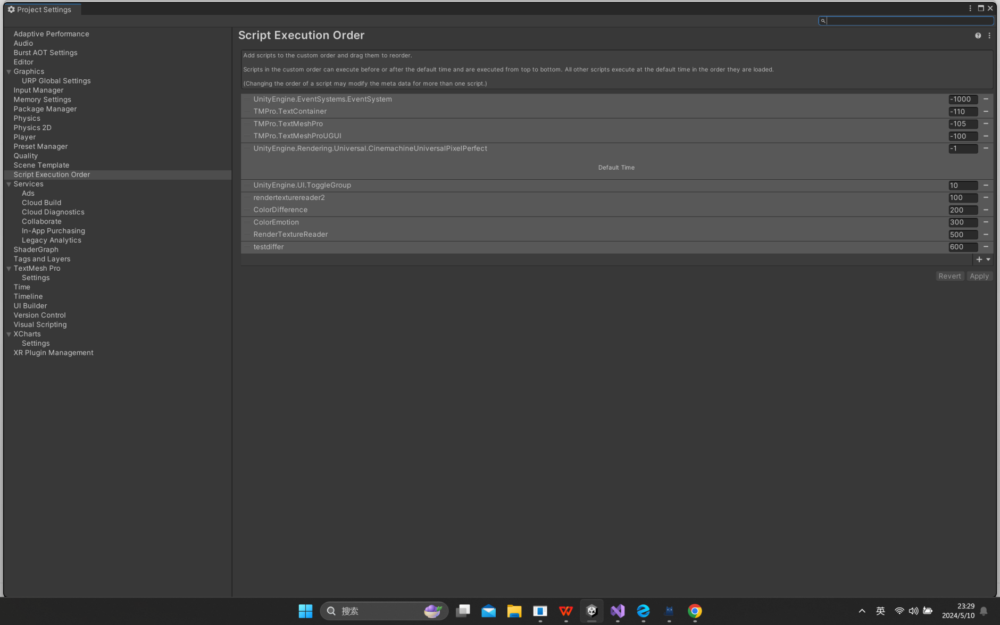 Project Settings
Adaptive Performance
Audio
Burst AOT Settings
Editor
Graphics
URP Global Settings
Input Manager
Memory Settings
Package Manager
Physics
Physics 2D
Player
Preset Manager
Quality
Scene Template
Script Execution Order
Services
Ads
Cloud Build
Cloud Diagnostics
Collaborate
In-App Purchasing
Legacy Analytics
ShaderGraph
Tags and Layers
TextMesh Pro
Settings
Time
Timeline
UI Builder
Version Control
Visual Scripting
XCharts
Settings
XR Plugin Management
Script Execution Order
Add scripts to the custom order and drag them to reorder.
Scripts in the custom order can execute before or after the default time and are executed from top to bottom. All other scripts execute at the default time in the order they are loaded.
(Changing the order of a script may modify the meta data for more than one script.)
UnityEngine.EventSystems.EventSystem -1000
TMPro.TextContainer -110
TMPro.TextMeshPro -105
TMPro.TextMeshProUGUI -100
UnityEngine.Rendering.Universal.CinemachineUniversalPixelPerfect -1
Default Time
UnityEngine.UI.ToggleGroup 10
rendertexturereader2 100
ColorDifference 200
ColorEmotion 300
RenderTextureReader 500
testdiffer 600
Revert Apply
搜索
英
23:29
2024/5/10